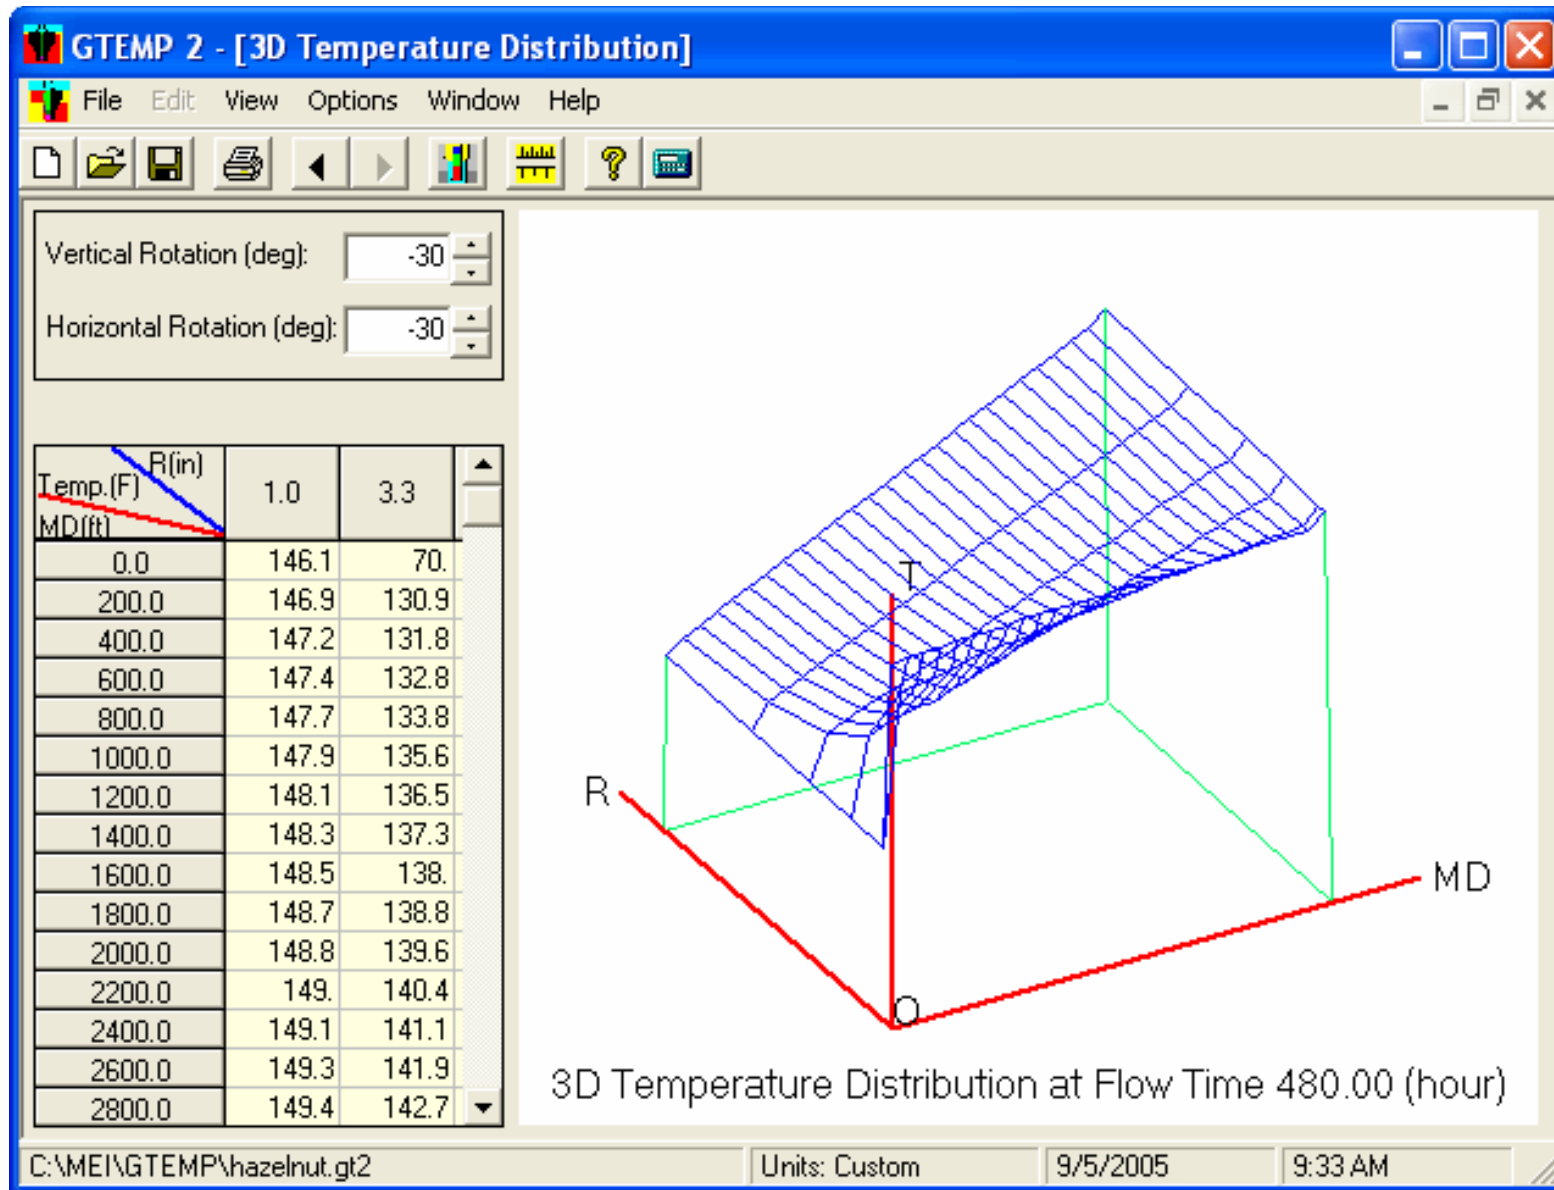 GTEMP 2 - [3D Temperature Distribution]
File Edit View Options Window Help
Vertical Rotation (deg): -30
Horizontal Rotation (deg): -30
R(in)
Temp.(F)
MD(ft)
1.0 3.3
0.0 146.1 70.
200.0 146.9 130.9
400.0 147.2 131.8
600.0 147.4 132.8
800.0 147.7 133.8
1000.0 147.9 135.6
1200.0 148.1 136.5
1400.0 148.3 137.3
1600.0 148.5 138.
1800.0 148.7 138.8
2000.0 148.8 139.6
2200.0 149. 140.4
2400.0 149.1 141.1
2600.0 149.3 141.9
2800.0 149.4 142.7
T
R
MD
O
3D Temperature Distribution at Flow Time 480.00 (hour)
C:\MEI\GTEMP\hazelnut.gt2 Units: Custom 9/5/2005 9:33 AM